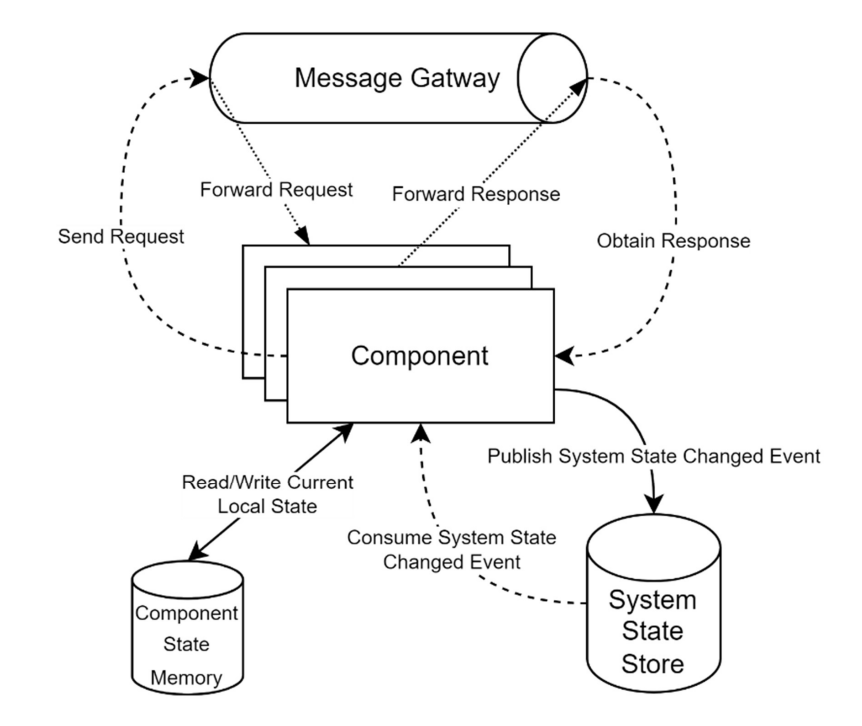 Message Gatway
Forward Request
Forward Response
Send Request
Obtain Response
Component
Publish System State Changed Event
Read/Write Current
Local State
Consume System State
Changed Event
Component
State
Memory
System
State
Store